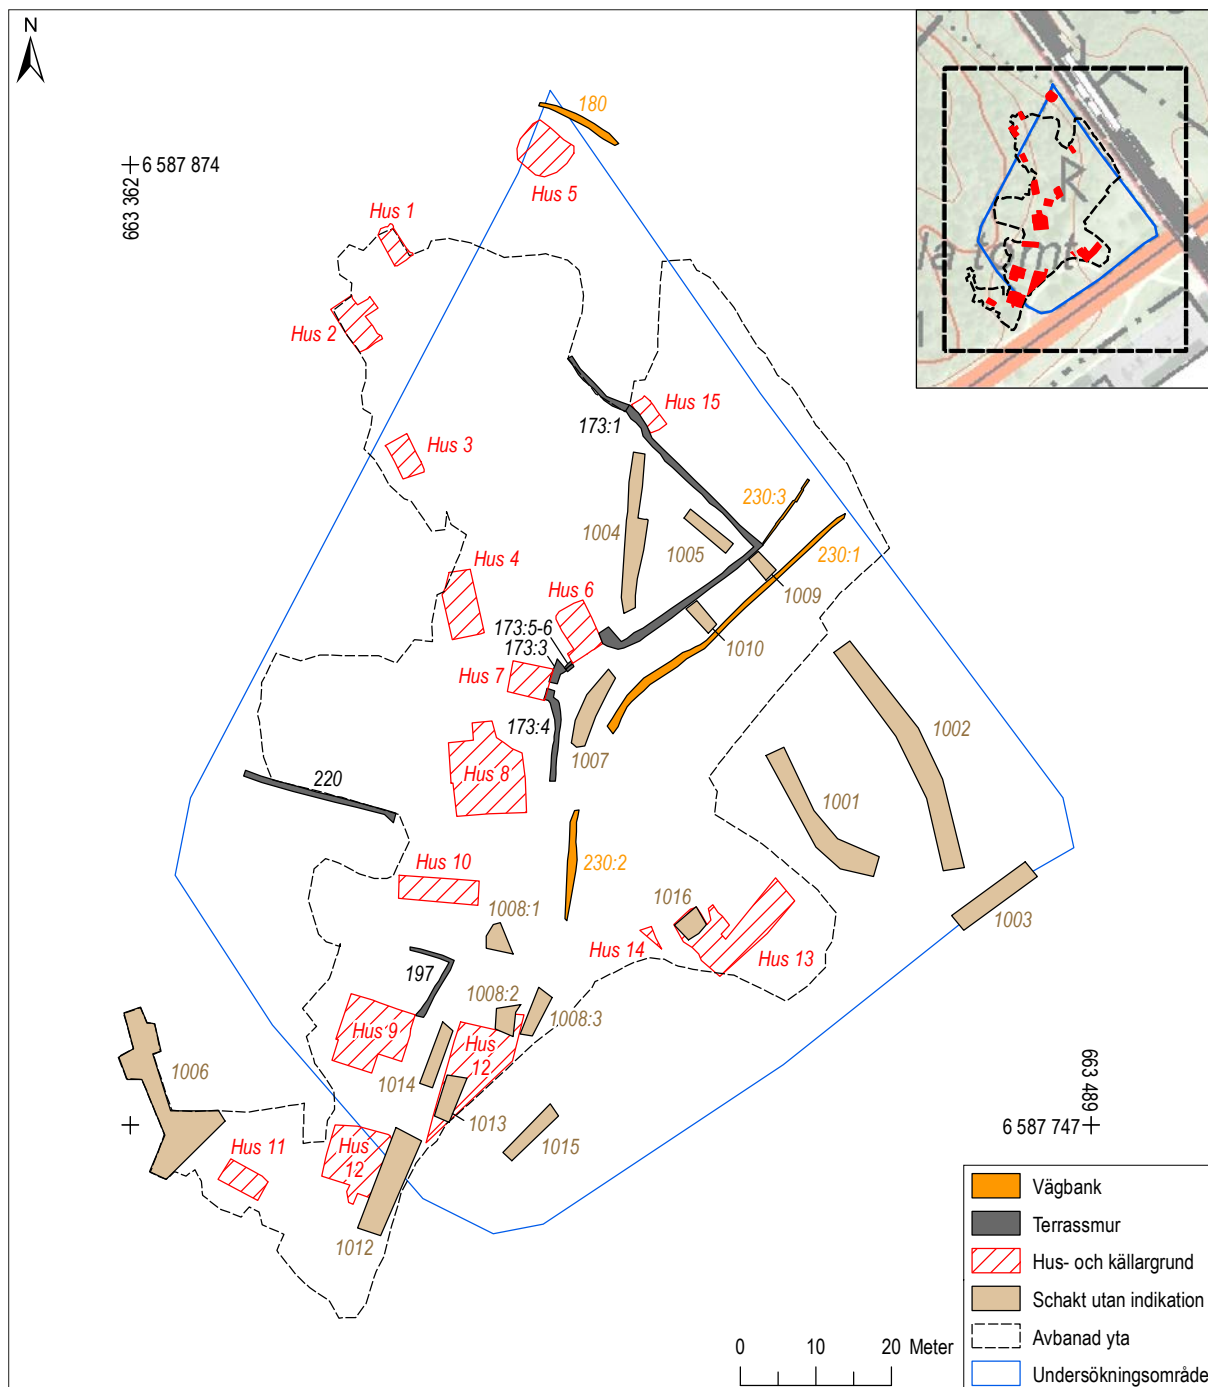 N
180
6 587 874
663 362
Hus 5
Hus 1
Hus 2
Hus 15
173:1
Hus 3
230:3
1004
1005
230:1
Hus 4
Hus 6
1009
173:5-6
173:3
1010
Hus 7
173:4
1002
1007
Hus 8
220
1001
Hus 10
230:2
1016
1008:1
Hus 14
Hus 13
1003
197
1008:2
1008:3
Hus 9
Hus
12
1006
1014
1013
663 489
6 587 747
Hus 11
Hus
12
1015
1012
R
la tomt
Vägbank
Terrassmur
Hus- och källargrund
Schakt utan indikation
Avbanad yta
Undersökningsområde
0 10 20 Meter